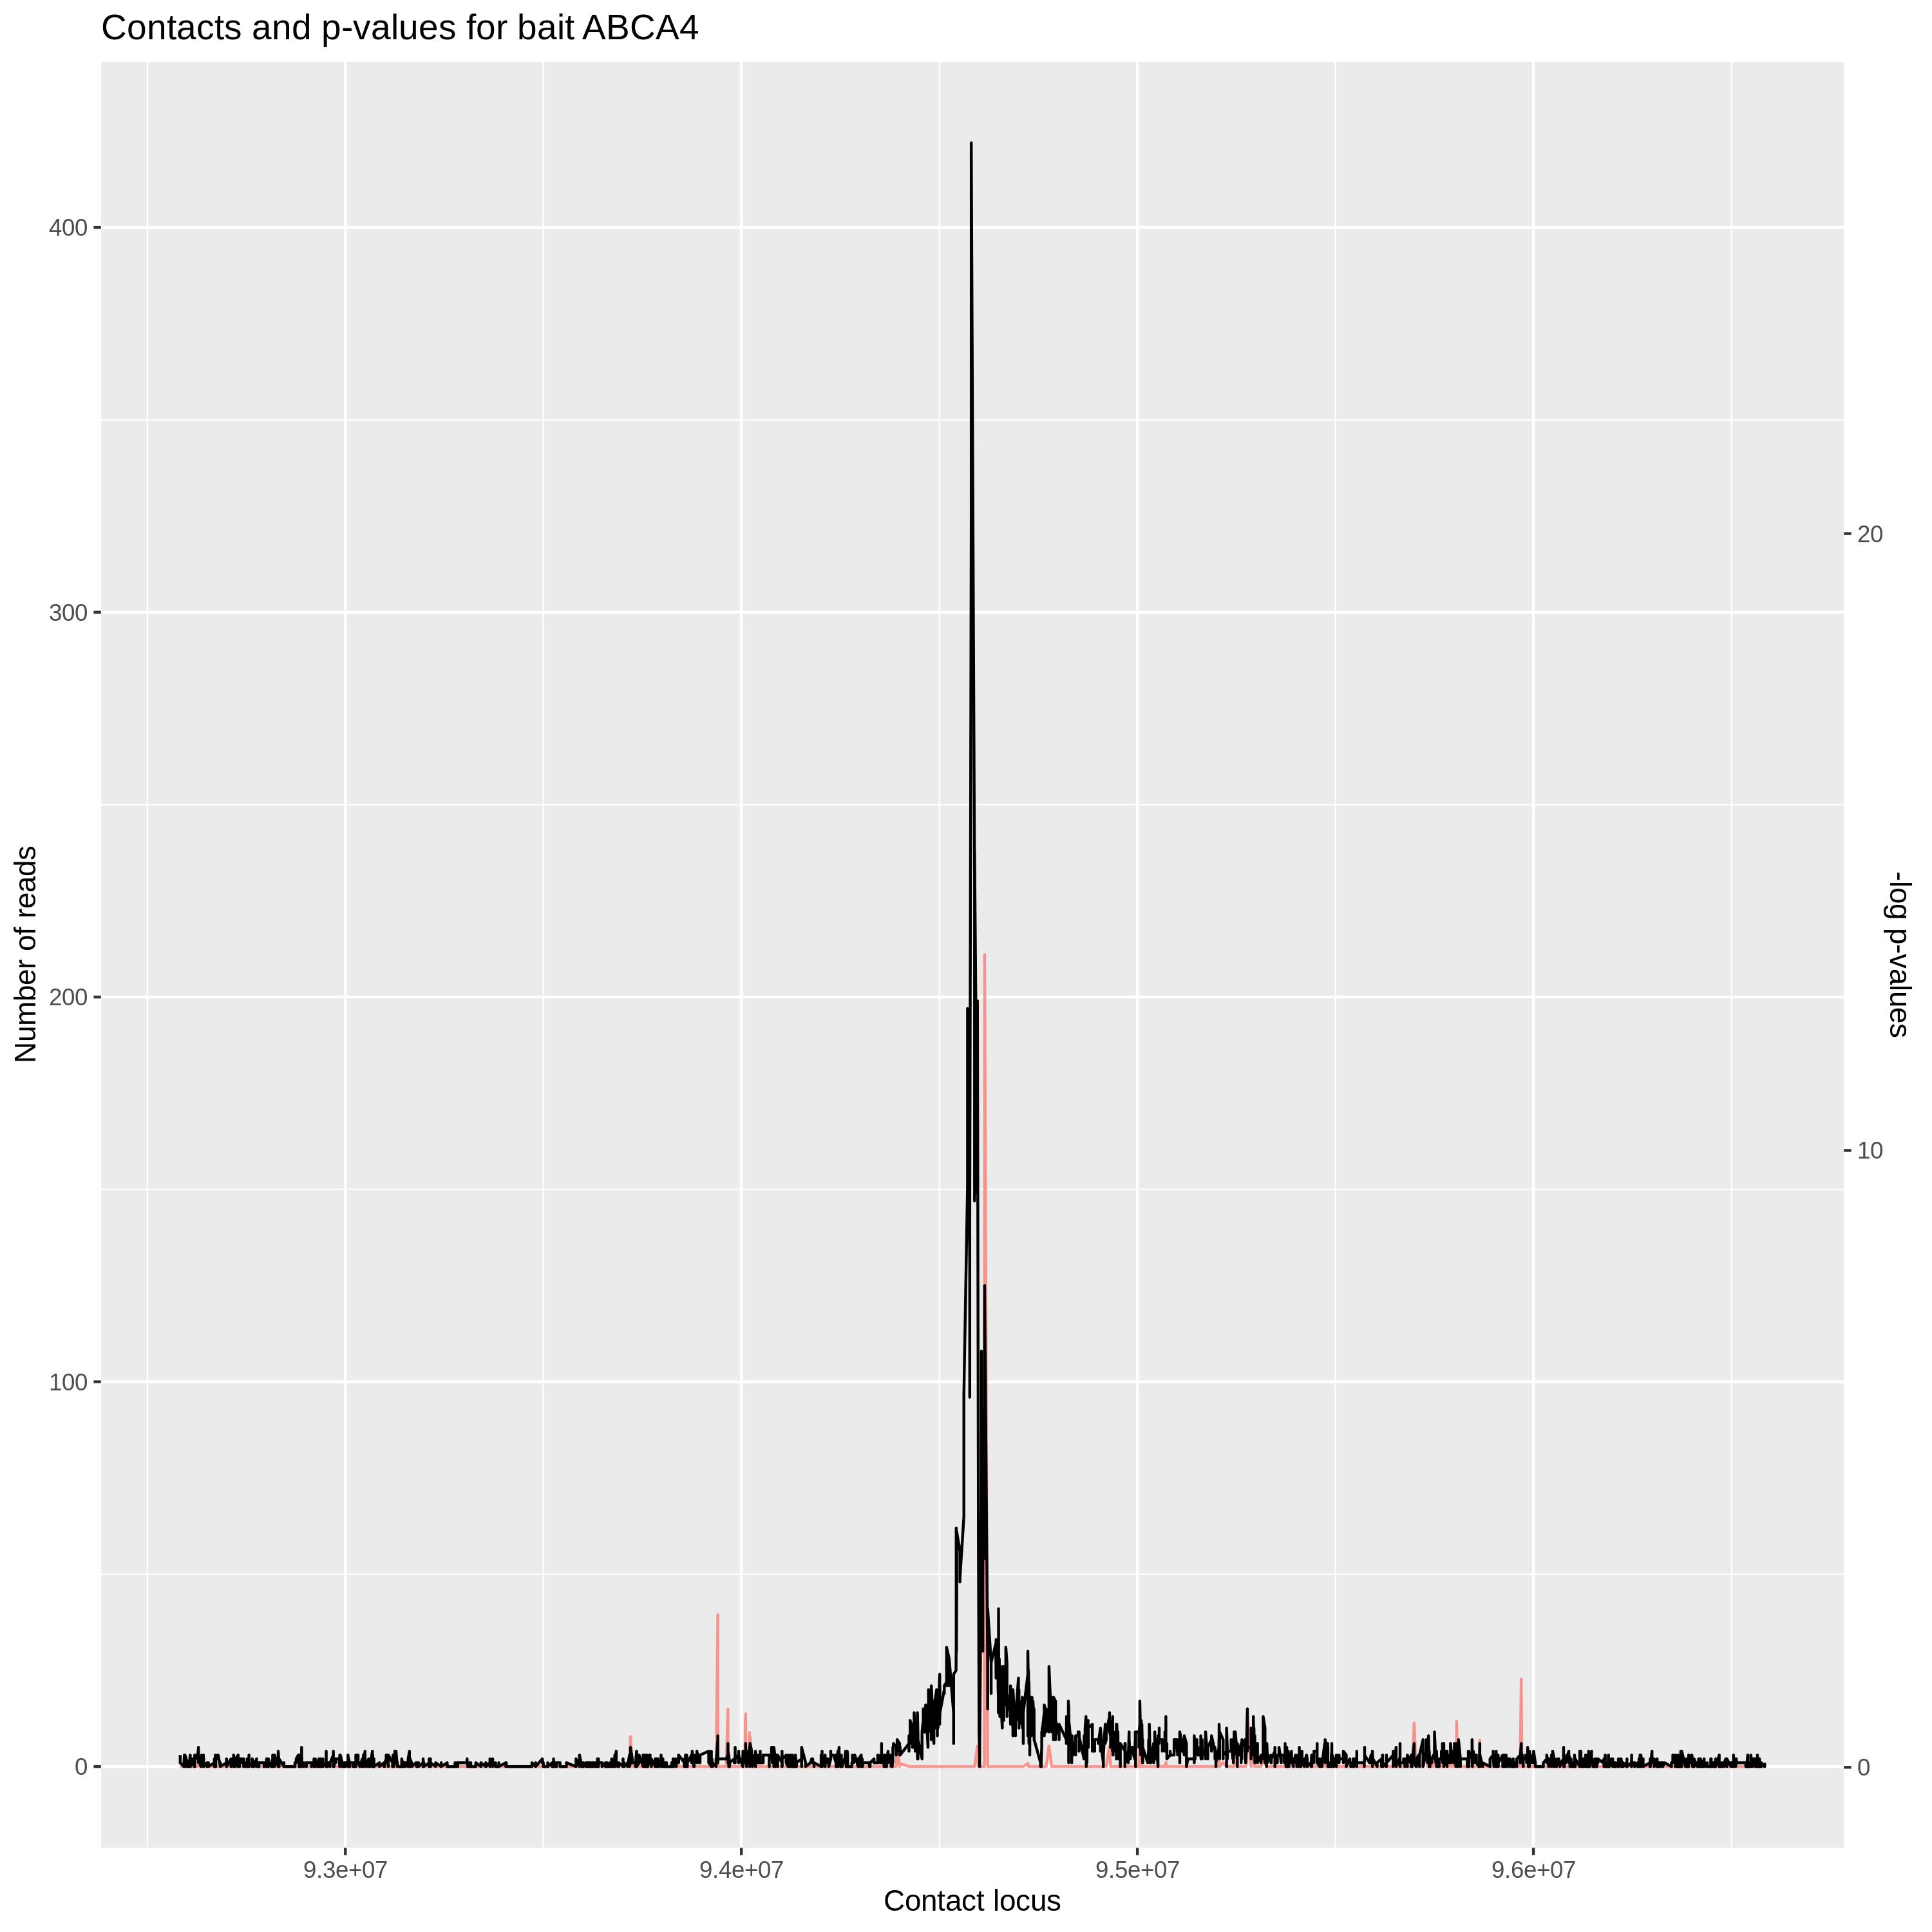 Contacts and p-values for bait ABCA4
400
300
200
100
0
Number of reads
20
10
0
-log p-values
9.3e+07
9.4e+07
9.5e+07
9.6e+07
Contact locus